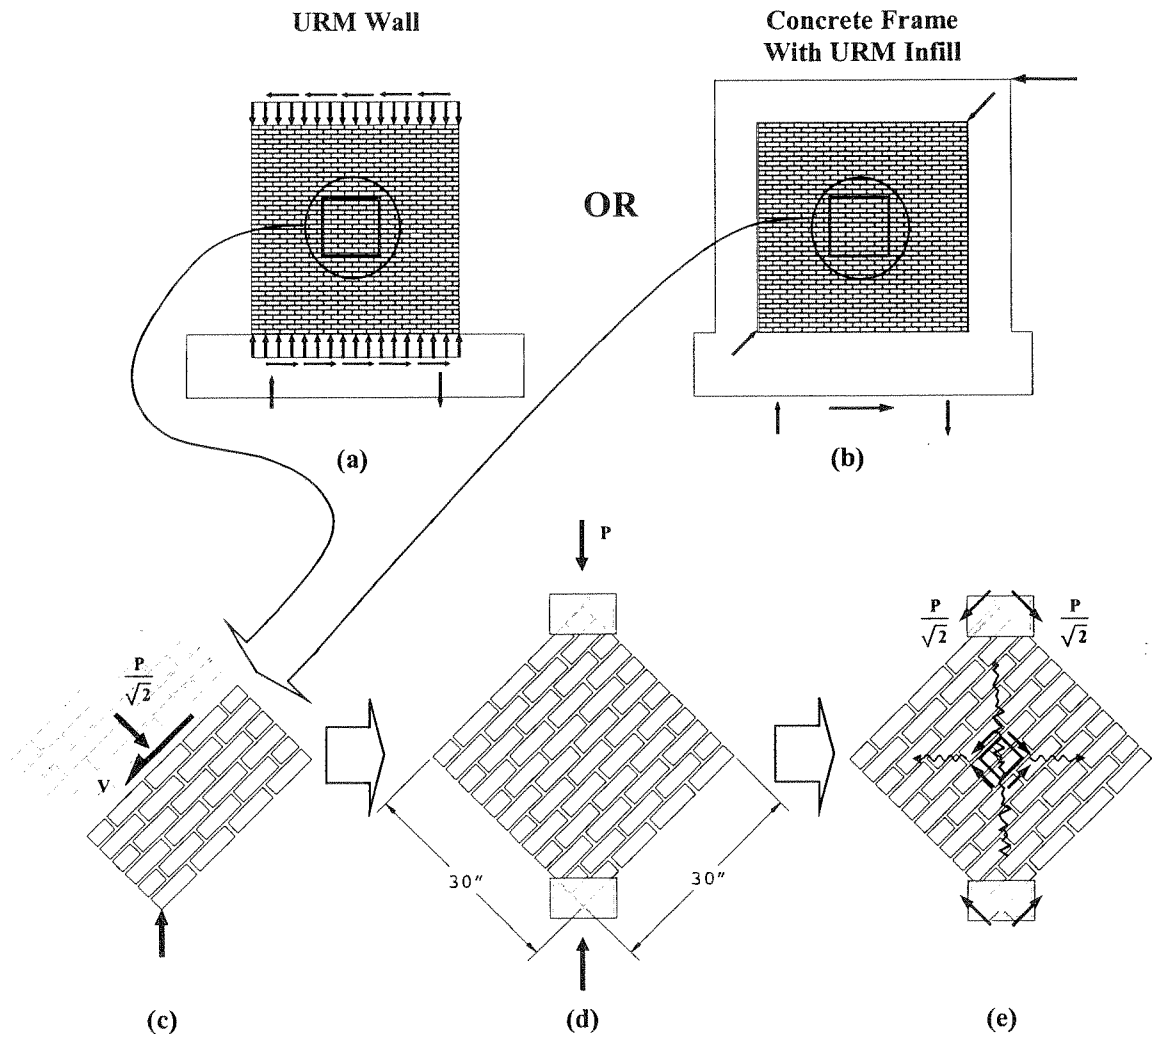 URM Wall
Concrete Frame
With URM Infill
OR
(a)
(b)
P
P
√2
V
30″
30″
P
√2
P
√2
(c)
(d)
(e)